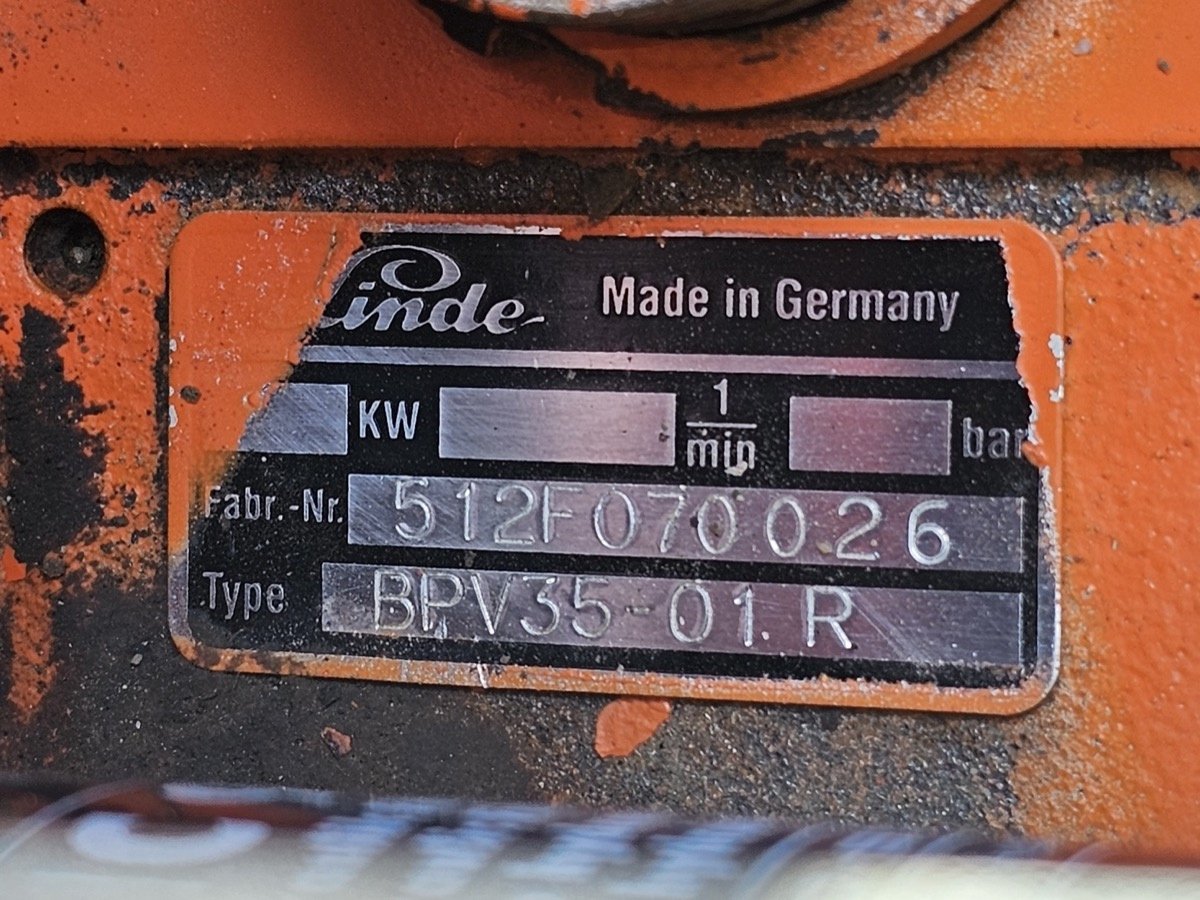 Linde Made in Germany
KW 1/min bar
Fabr.-Nr. 512F070026
Type BPV35-01 R